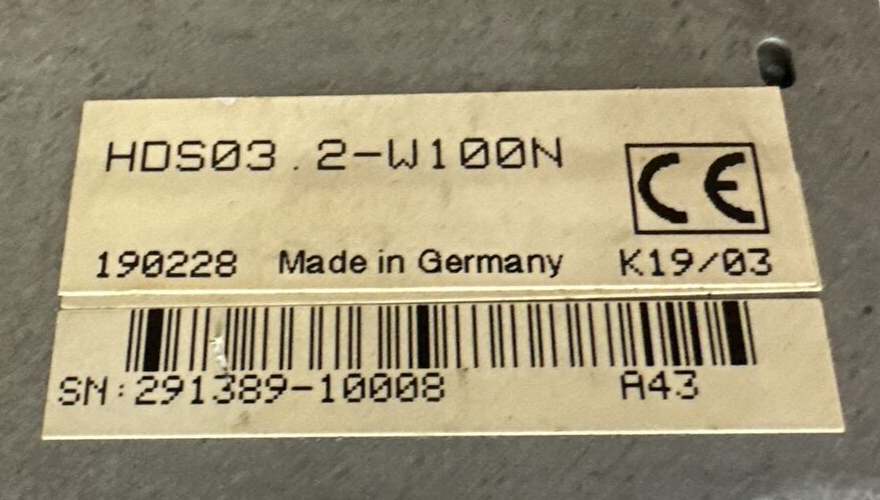 HDS03.2-W100N
CE
190228 Made in Germany K19/03
SN:291389-10008 A43